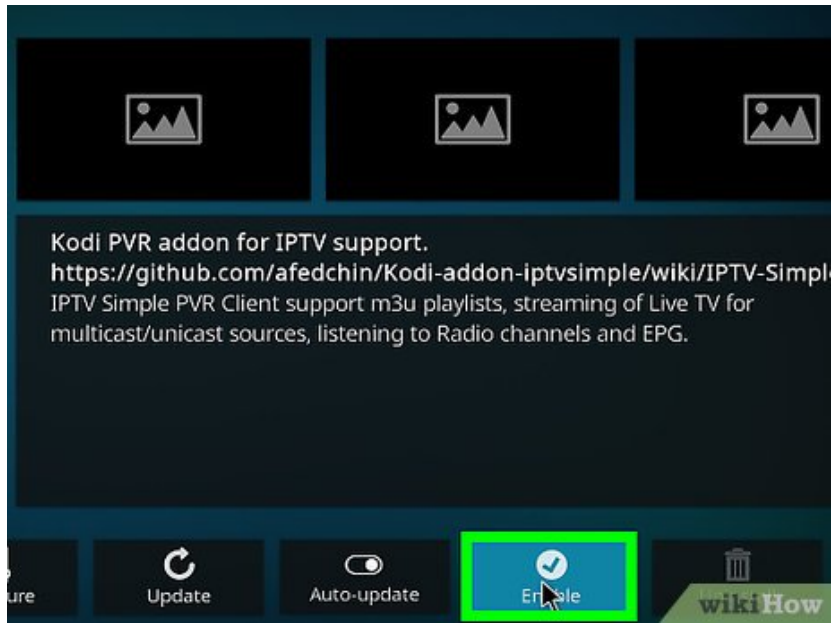 Kodi PVR addon for IPTV support.
https://github.com/afedchin/Kodi-addon-iptvsimple/wiki/IPTV-Simpl
IPTV Simple PVR Client support m3u playlists, streaming of Live TV for
multicast/unicast sources, listening to Radio channels and EPG.
ure
Update
Auto-update
Enable
wikiHow